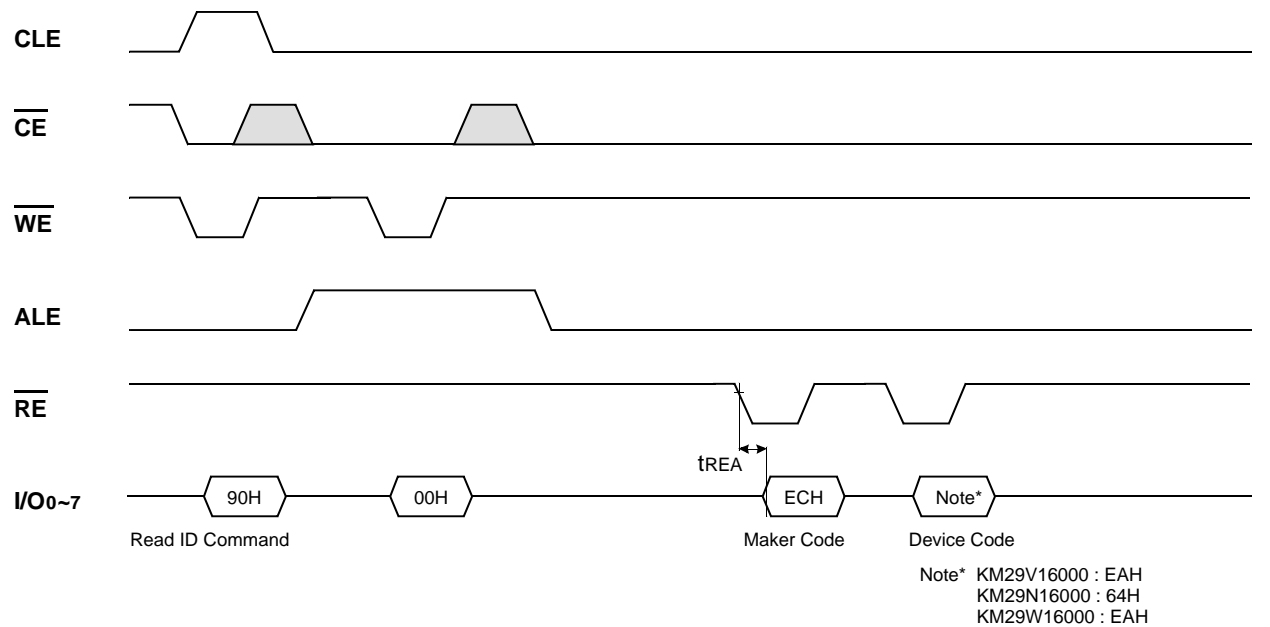 CLE
CE
WE
ALE
RE
tREA
I/O0~7
90H
00H
ECH
Note*
Read ID Command
Maker Code
Device Code
Note* KM29V16000 : EAH
KM29N16000 : 64H
KM29W16000 : EAH